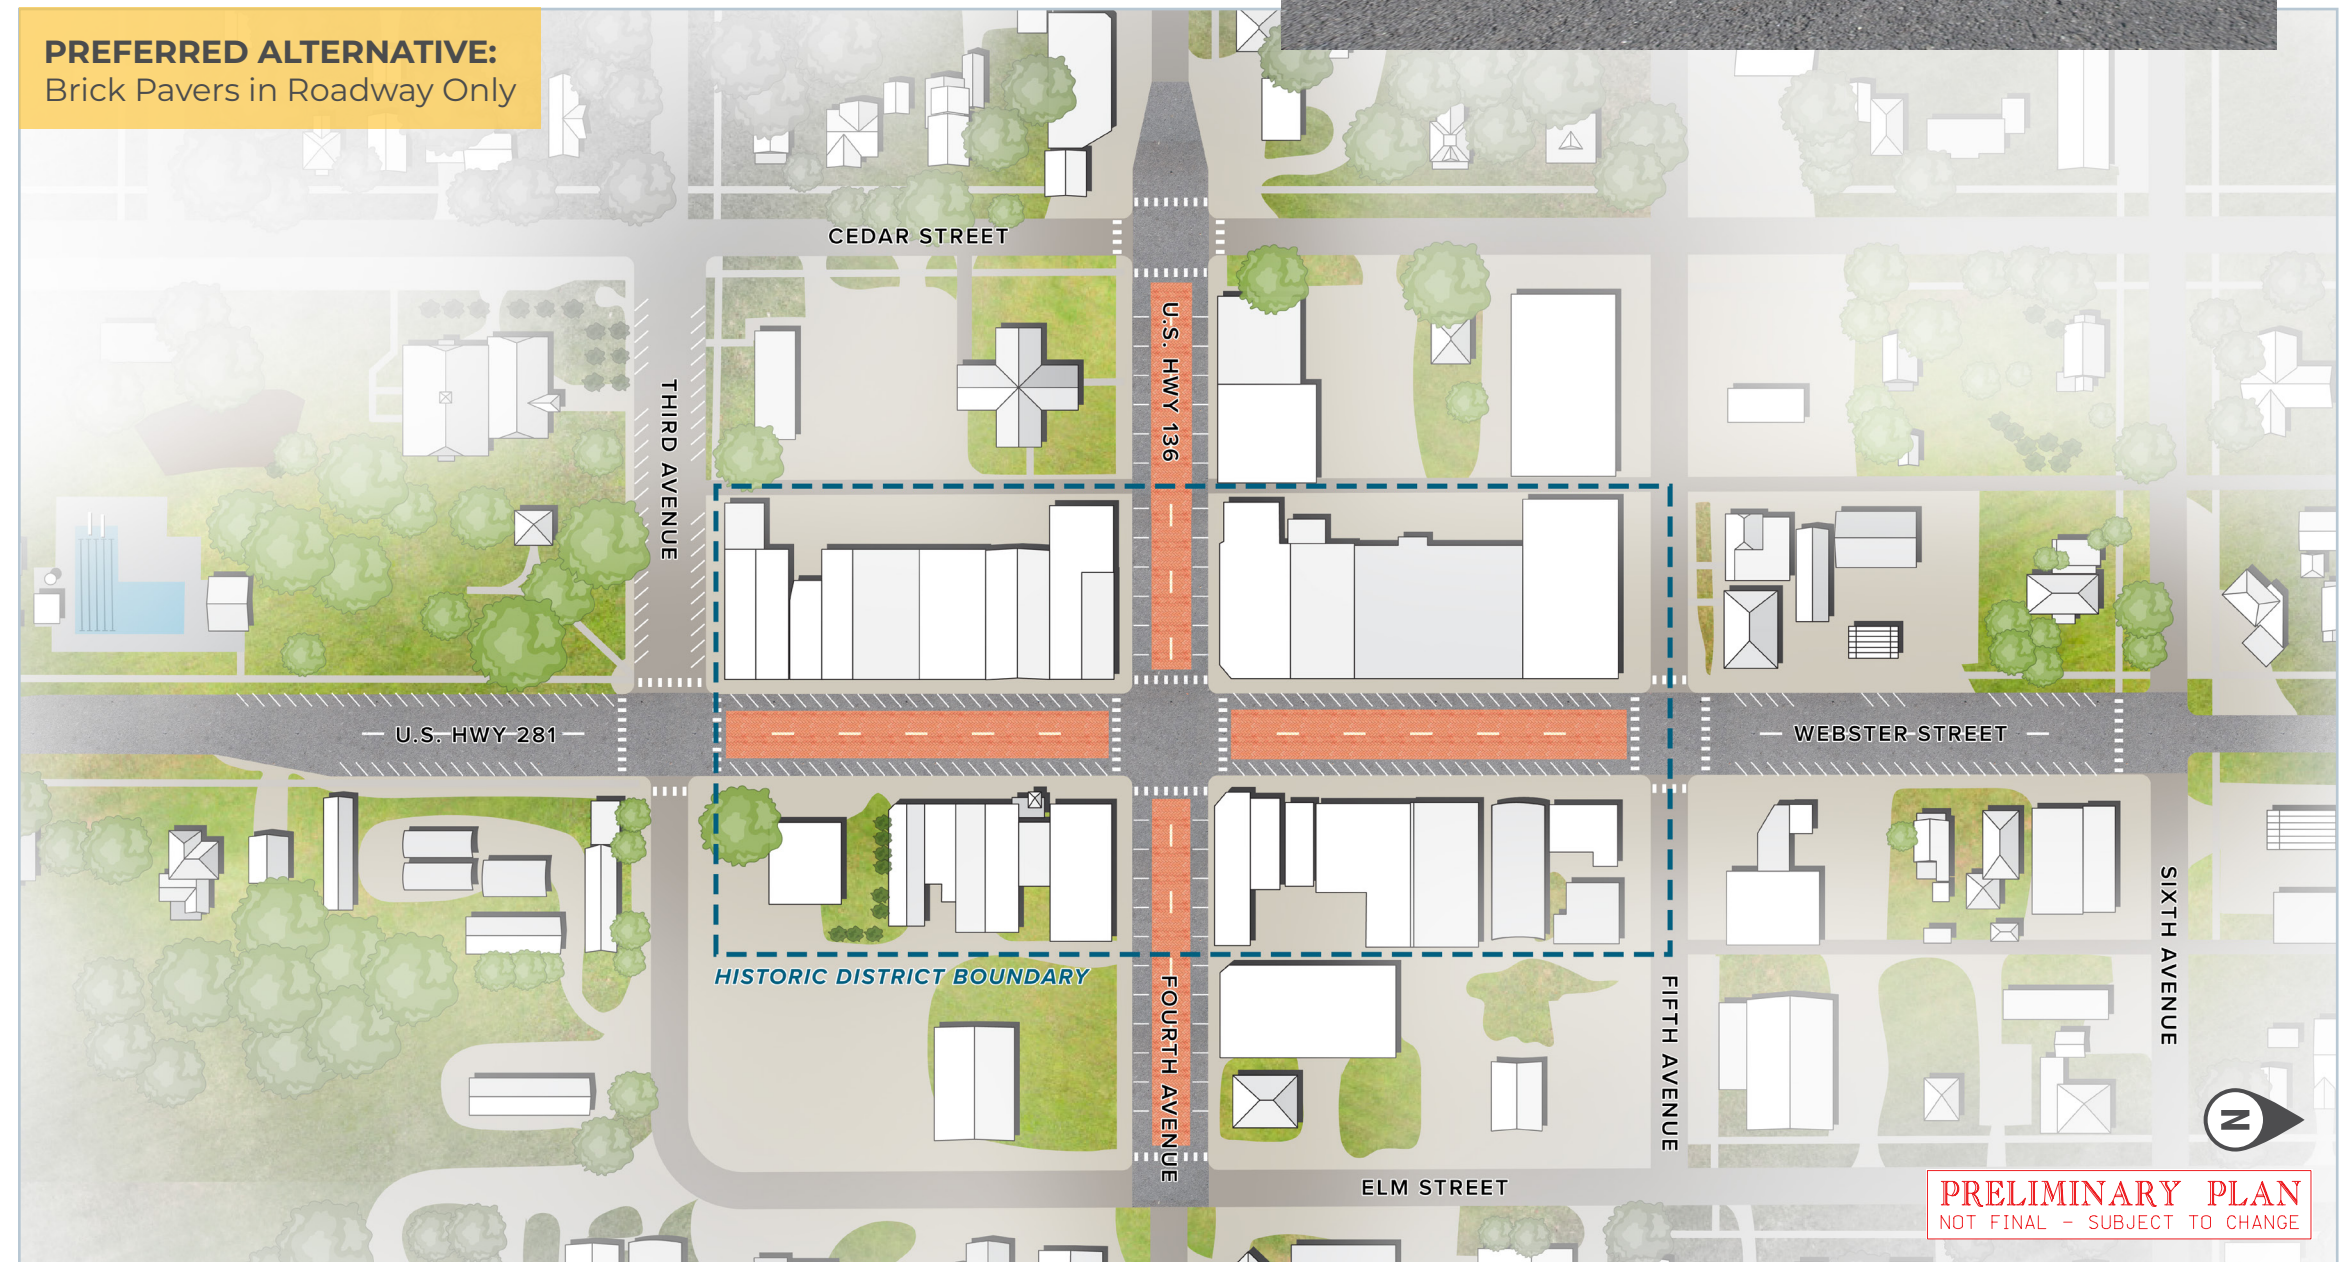 PREFERRED ALTERNATIVE:
Brick Pavers in Roadway Only
CEDAR STREET
U.S. HWY 136
THIRD AVENUE
U.S. HWY 281
WEBSTER STREET
HISTORIC DISTRICT BOUNDARY
FOURTH AVENUE
FIFTH AVENUE
SIXTH AVENUE
ELM STREET
N
PRELIMINARY PLAN
NOT FINAL - SUBJECT TO CHANGE